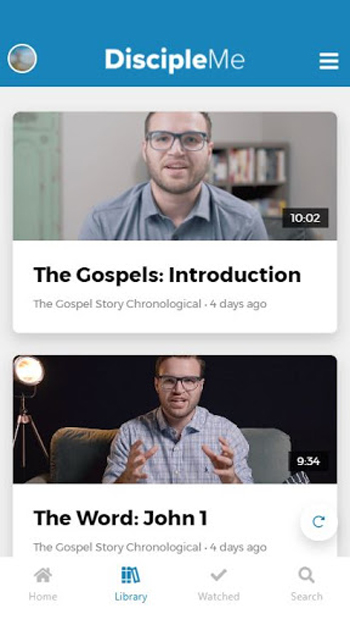 DiscipleMe
10:02
The Gospels: Introduction
The Gospel Story Chronological • 4 days ago
9:34
The Word: John 1
The Gospel Story Chronological • 4 days ago
Home Library Watched Search